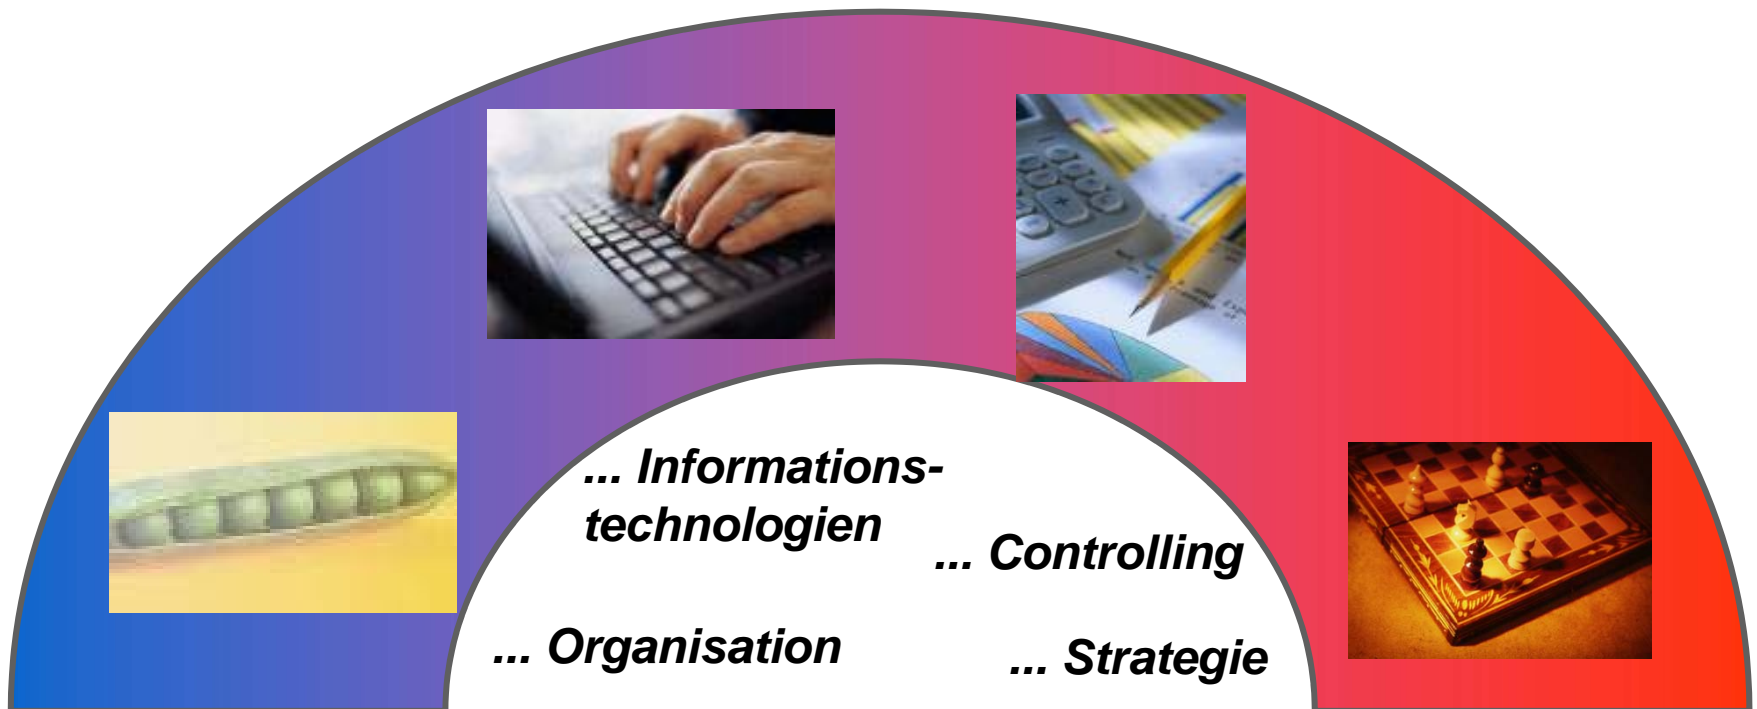 ... Informations-
technologien
... Controlling
... Organisation
... Strategie